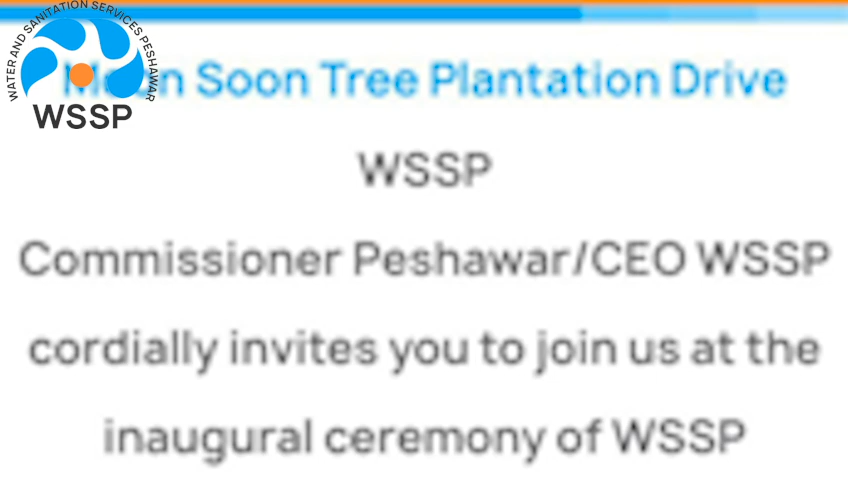 WATER AND SANITATION SERVICES PESHAWAR
WSSP
Soon Tree Plantation Drive
WSSP
Commissioner Peshawar/CEO WSSP
cordially invites you to join us at the
inaugural ceremony of WSSP